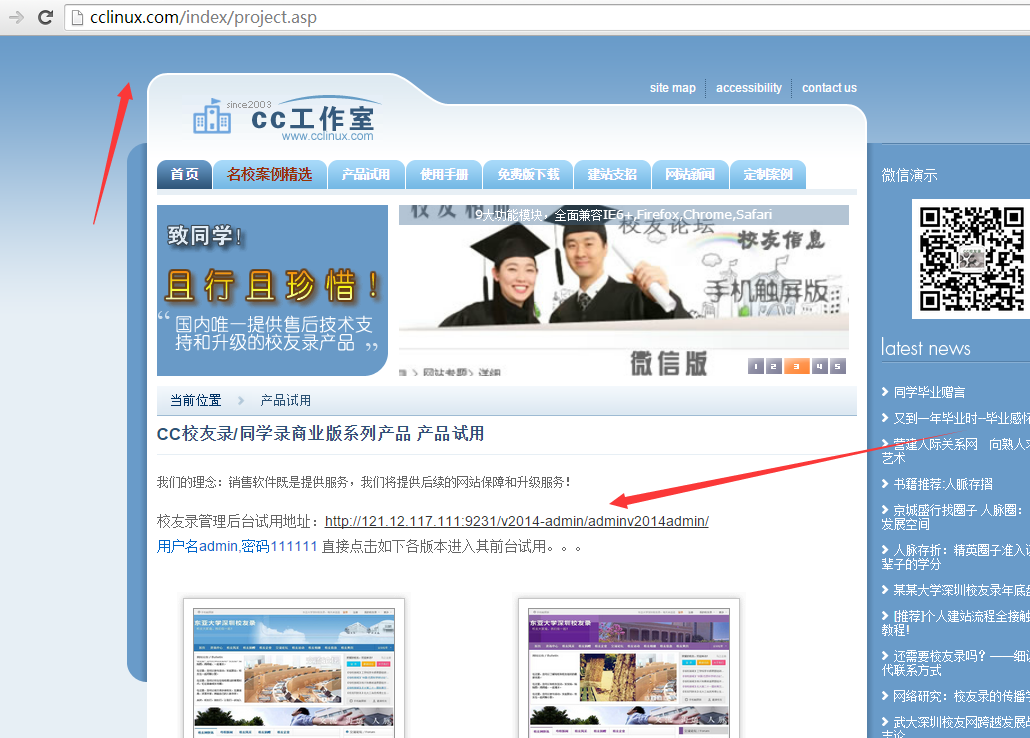 cclinux.com/index/project.asp
site map
accessibility
contact us
since2003
cc工作室
www.cclinux.com
首页
名校案例精选
产品试用
使用手册
免费版下载
建站支招
网站新闻
定制案例
微信演示
致同学!
且行且珍惜!
“国内唯一提供售后技术支
持和升级的校友录产品 ”
9大功能模块，全面兼容IE6+,Firefox,Chrome,Safari
校友论坛
校友信息
手机触屏版
微信版
1 2 3 4 5
latest news
当前位置
产品试用
CC校友录/同学录商业版系列产品 产品试用
我们的理念：销售软件既是提供服务，我们将提供后续的网站保障和升级服务！
校友录管理后台试用地址：http://121.12.117.111:9231/v2014-admin/adminv2014admin/
用户名admin,密码111111 直接点击如下各版本进入其前台试用。。。
同学毕业赠言
又到一年毕业时--毕业感怀
营建人际关系网 向熟人求
艺术
书籍推荐:人脉存摺
京城盛行找圈子 人脉圈：
发展空间
人脉存折：精英圈子准入证
辈子的学分
某某大学深圳校友录年底盘
[推荐]个人建站流程全接触
教程!
还需要校友录吗？——细说
代联系方式
网络研究：校友录的传播学
武大深圳校友网跨越发展战
言论
东亚大学深圳校友录
东亚大学深圳校友录